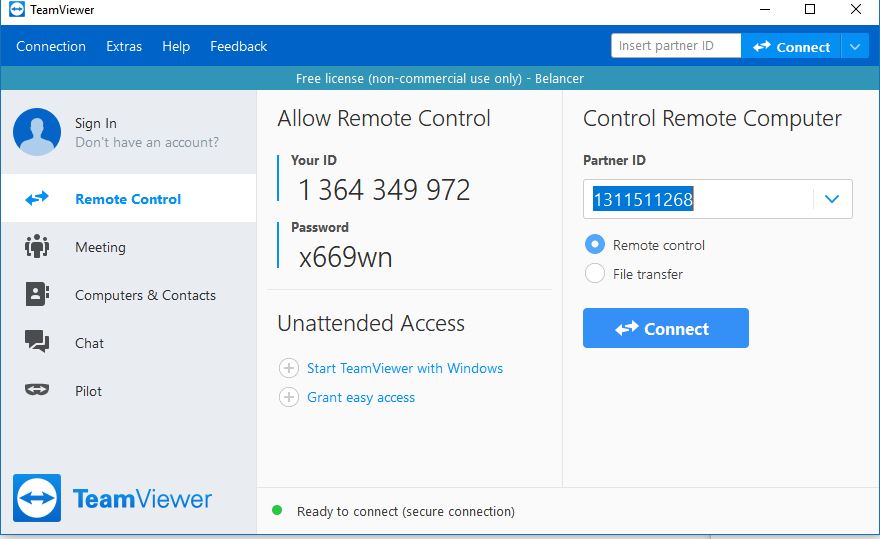 TeamViewer
Connection Extras Help Feedback
Insert partner ID
Connect
Free license (non-commercial use only) - Belancer
Sign In
Don't have an account?
Remote Control
Meeting
Computers & Contacts
Chat
Pilot
TeamViewer
Allow Remote Control
Your ID
1 364 349 972
Password
x669wn
Unattended Access
Start TeamViewer with Windows
Grant easy access
Control Remote Computer
Partner ID
1311511268
Remote control
File transfer
Connect
Ready to connect (secure connection)